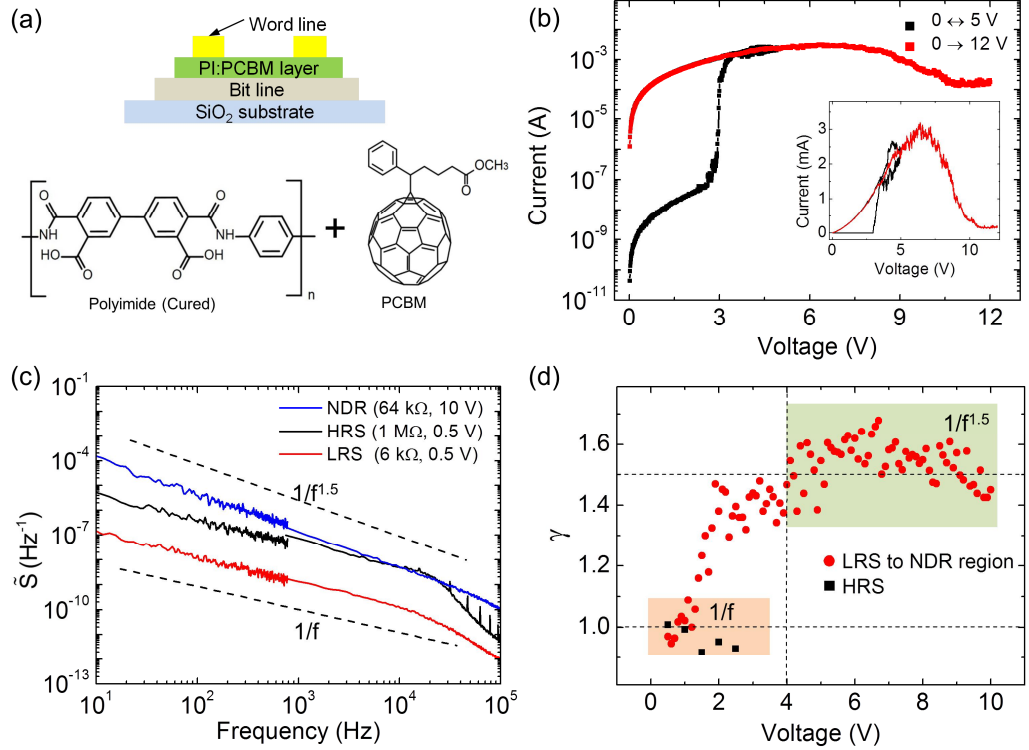 (a)
Word line
PI:PCBM layer
Bit line
SiO2 substrate
O
O
NH
NH
HO
O
O
OH
n
Polyimide (Cured)
+
OCH3
O
PCBM
(b)
0 ↔ 5 V
0 → 12 V
10-3
10-5
10-7
10-9
10-11
Current (A)
0
3
6
9
12
Voltage (V)
3
2
1
0
Current (mA)
0
5
10
Voltage (V)
(c)
10-1
10-4
10-7
10-10
10-13
S̃ (Hz-1)
NDR (64 kΩ, 10 V)
HRS (1 MΩ, 0.5 V)
LRS (6 kΩ, 0.5 V)
1/f1.5
1/f
101
102
103
104
105
Frequency (Hz)
(d)
1.6
1.4
1.2
1.0
γ
1/f1.5
LRS to NDR region
HRS
1/f
0
2
4
6
8
10
Voltage (V)